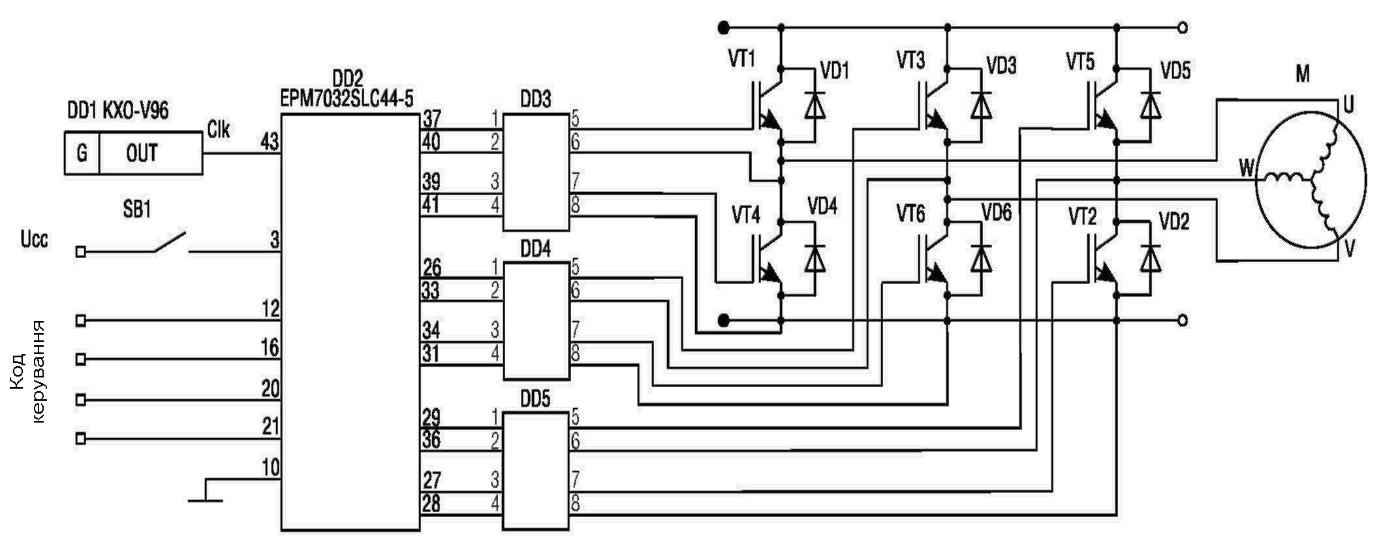 DD1 KXO-V96
G OUT
Clk
43
SB1
Ucc
3
12
16
20
21
10
Код
керування
DD2
EPM7032SLC44-5
37
40
39
41
26
33
34
31
29
36
27
28
DD3
1 5
2 6
3 7
4 8
DD4
1 5
2 6
3 7
4 8
DD5
1 5
2 6
3 7
4 8
VT1 VD1 VT3 VD3 VT5 VD5
VT4 VD4 VT6 VD6 VT2 VD2
M
U
W
V